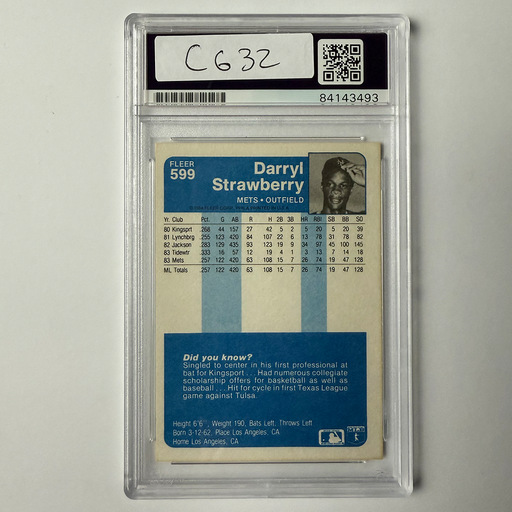 C632
84143493
FLEER
599
Darryl
Strawberry
METS • OUTFIELD
Yr. Club Pct. G AB R H 2B 3B HR RBI SB BB SO
80 Kingsprt .268 44 157 27 42 5 2 5 20 5 20 39
81 Lynchbrg .255 123 420 84 107 22 6 13 78 31 78 82
82 Jackson .283 129 435 93 123 19 9 34 97 45 100 145
83 Tidewtr .333 16 57 12 19 4 1 3 13 7 14 18
83 Mets .257 122 420 63 108 15 7 26 74 19 47 128
ML Totals .257 122 420 63 108 15 7 26 74 19 47 128
Did you know?
Singled to center in his first professional at
bat for Kingsport . . . Had numerous collegiate
scholarship offers for basketball as well as
baseball . . . Hit for cycle in first Texas League
game against Tulsa.
Height 6'6", Weight 190, Bats Left, Throws Left
Born 3-12-62, Place Los Angeles, CA
Home Los Angeles, CA